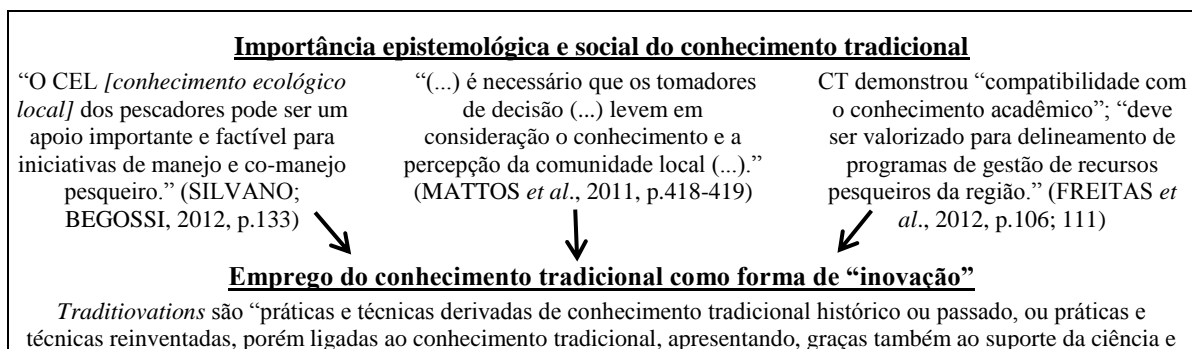 Importância epistemológica e social do conhecimento tradicional
“O CEL [conhecimento ecológico
local] dos pescadores pode ser um
apoio importante e factível para
iniciativas de manejo e co-manejo
pesqueiro.” (SILVANO;
BEGOSSI, 2012, p.133)
“(...) é necessário que os tomadores
de decisão (...) levem em
consideração o conhecimento e a
percepção da comunidade local (...).”
(MATTOS et al., 2011, p.418-419)
CT demonstrou “compatibilidade com
o conhecimento acadêmico”; “deve
ser valorizado para delineamento de
programas de gestão de recursos
pesqueiros da região.” (FREITAS et
al., 2012, p.106; 111)
Emprego do conhecimento tradicional como forma de “inovação”
Traditiovations são “práticas e técnicas derivadas de conhecimento tradicional histórico ou passado, ou práticas e
técnicas reinventadas, porém ligadas ao conhecimento tradicional, apresentando, graças também ao suporte da ciência e